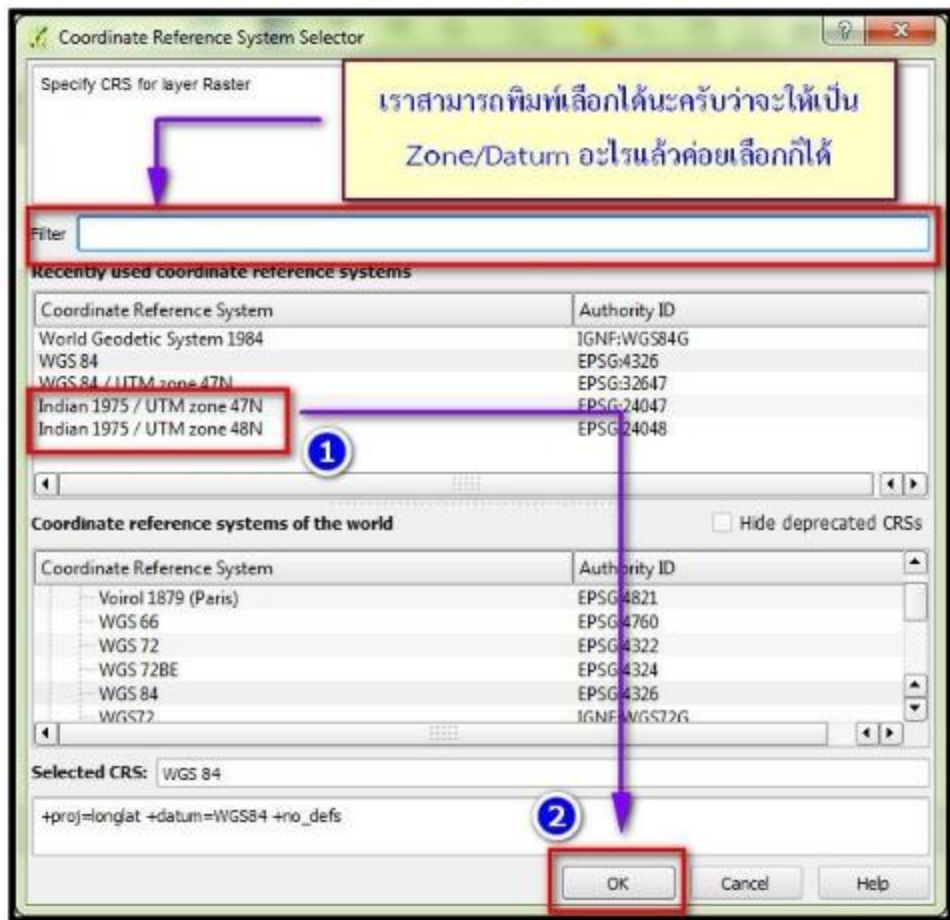 Coordinate Reference System Selector
Specify CRS for layer Raster
เราสามารถพิมพ์เลือกได้นะครับว่าจะให้เป็น
Zone/Datum อะไรแล้วค่อยเลือกก็ได้
Filter
Recently used coordinate reference systems
Coordinate Reference System Authority ID
World Geodetic System 1984 IGNF:WGS84G
WGS 84 EPSG:4326
WGS 84 / UTM zone 47N EPSG:32647
Indian 1975 / UTM zone 47N EPSG:24047
Indian 1975 / UTM zone 48N EPSG:24048
1
Coordinate reference systems of the world Hide deprecated CRSs
Coordinate Reference System Authority ID
Voirol 1879 (Paris) EPSG:4821
WGS 66 EPSG:4760
WGS 72 EPSG:4322
WGS 72BE EPSG:4324
WGS 84 EPSG:4326
WGS72 IGNF:WGS72G
Selected CRS: WGS 84
+proj=longlat +datum=WGS84 +no_defs
2
OK Cancel Help